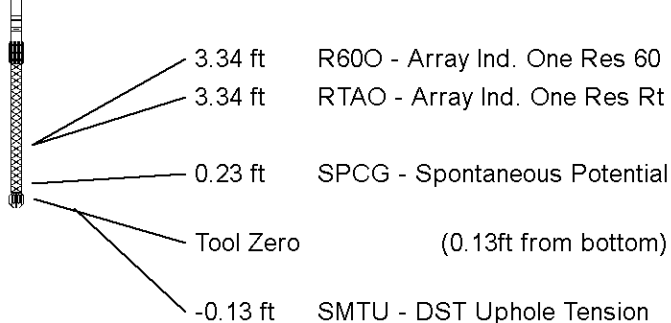 3.34 ft R60O - Array Ind. One Res 60
3.34 ft RTAO - Array Ind. One Res Rt
0.23 ft SPCG - Spontaneous Potential
Tool Zero (0.13ft from bottom)
-0.13 ft SMTU - DST Uphole Tension